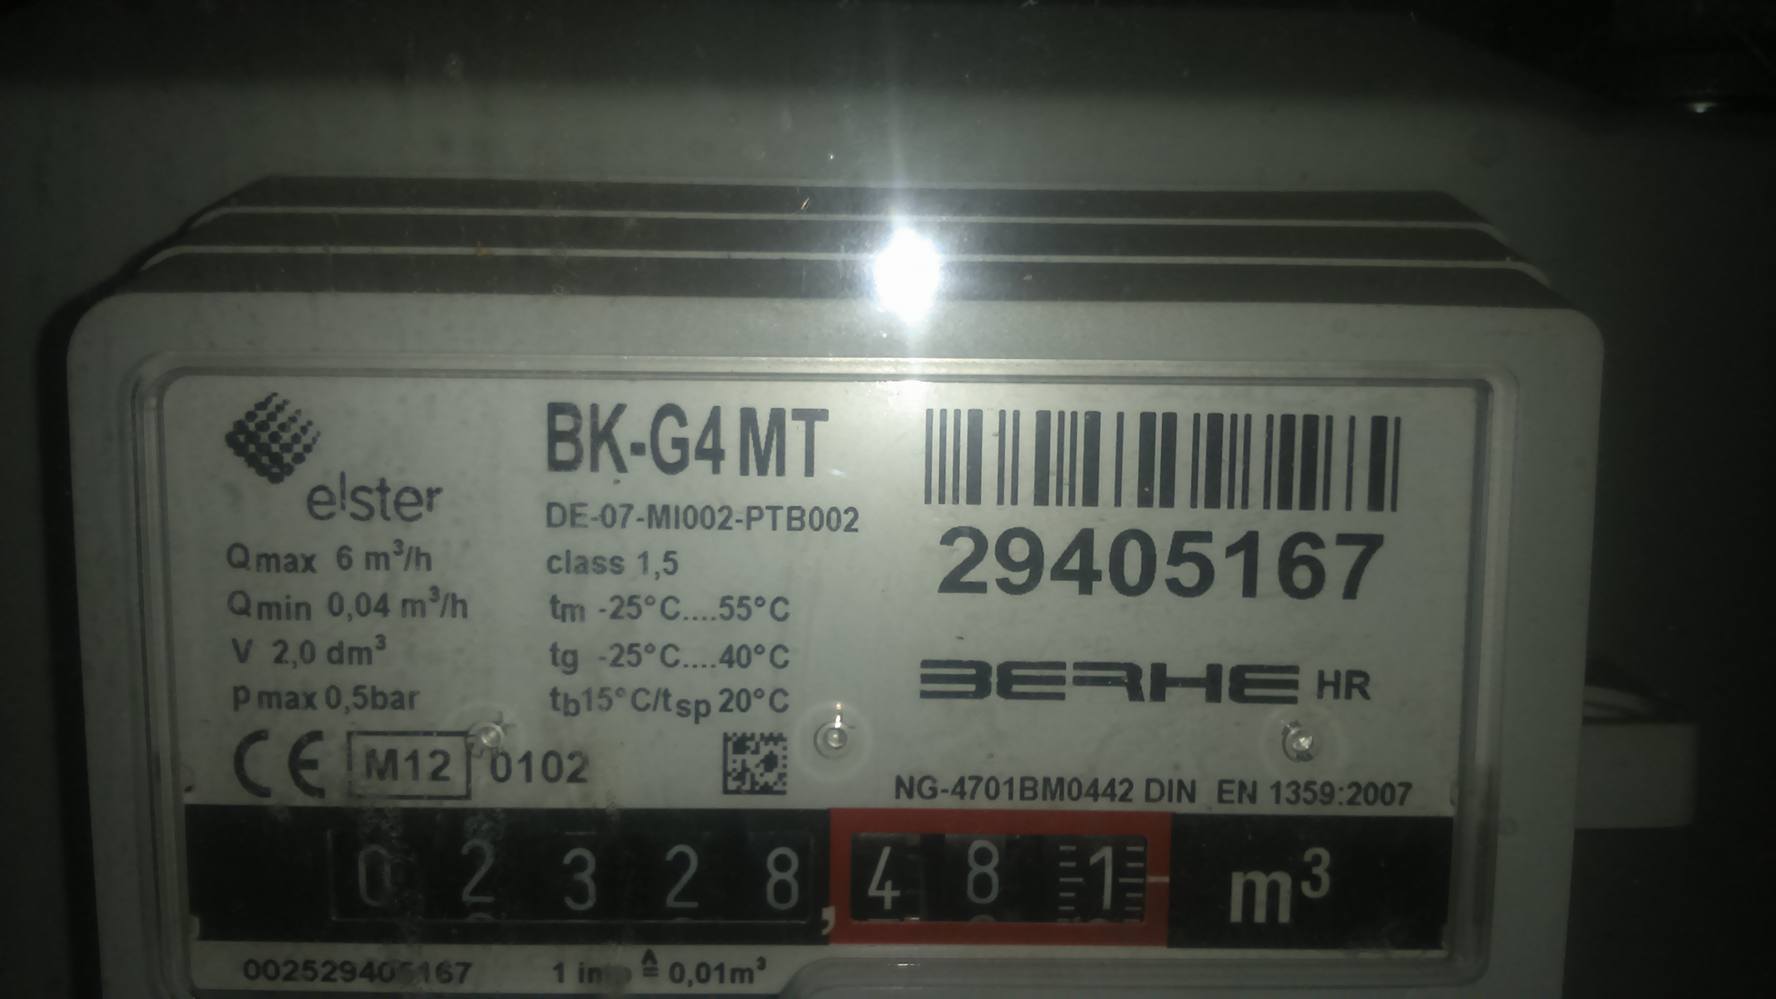 elster
BK-G4 MT
DE-07-MI002-PTB002
29405167
Qmax 6 m³/h
class 1,5
Qmin 0,04 m³/h
tm -25°C....55°C
V 2,0 dm³
tg -25°C....40°C
p max 0,5bar
tb15°C/tsp 20°C
BERHE HR
CE M12 0102
NG-4701BM0442 DIN EN 1359:2007
0 2 3 2 8 , 4 8 1 m³
002529405167
1 ≙ 0,01m³